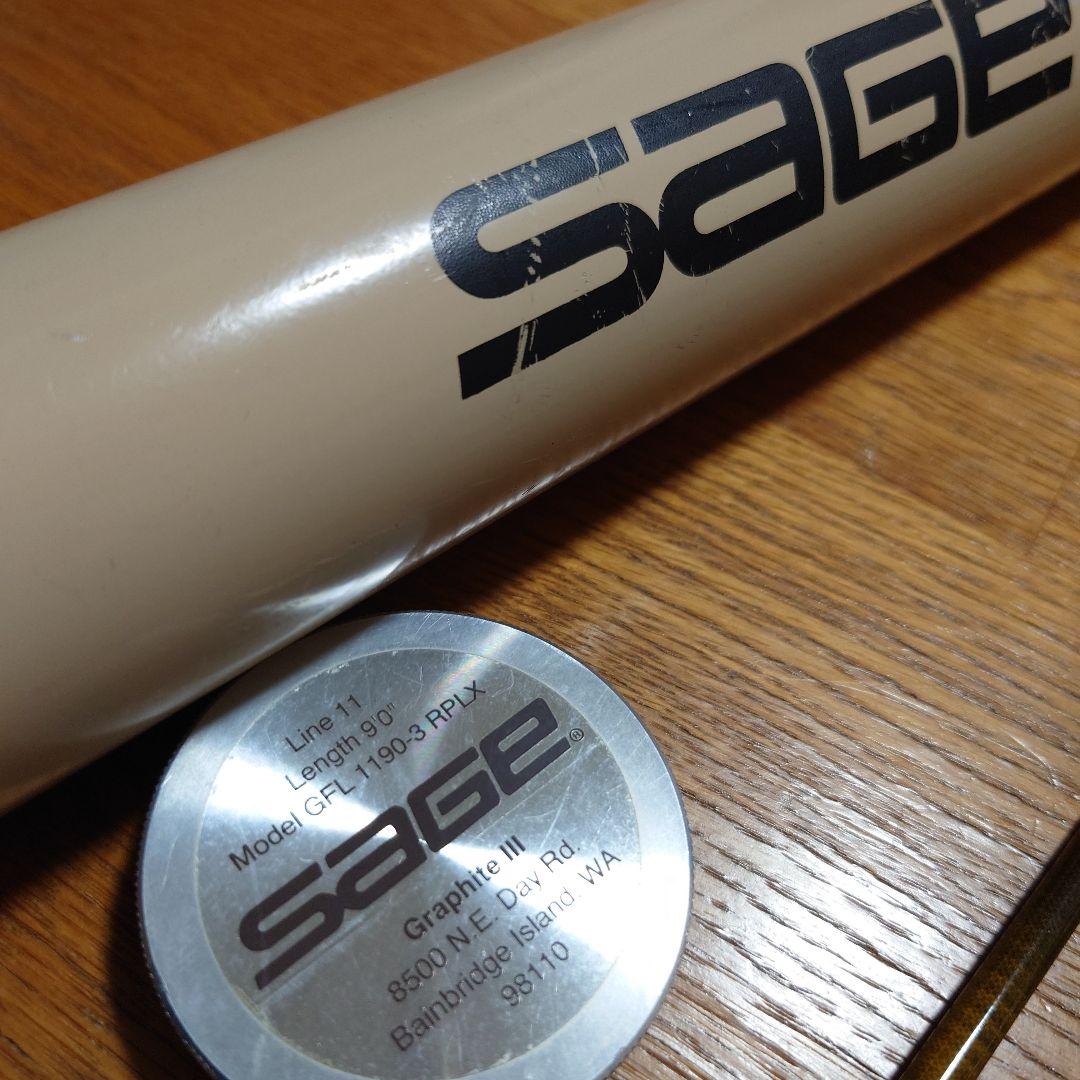 SAGE
Line 11
Length 9'0"
Model GFL 1190-3 RPLX
SAGE®
Graphite III
8500 N.E. Day Rd.
Bainbridge Island. WA
98110